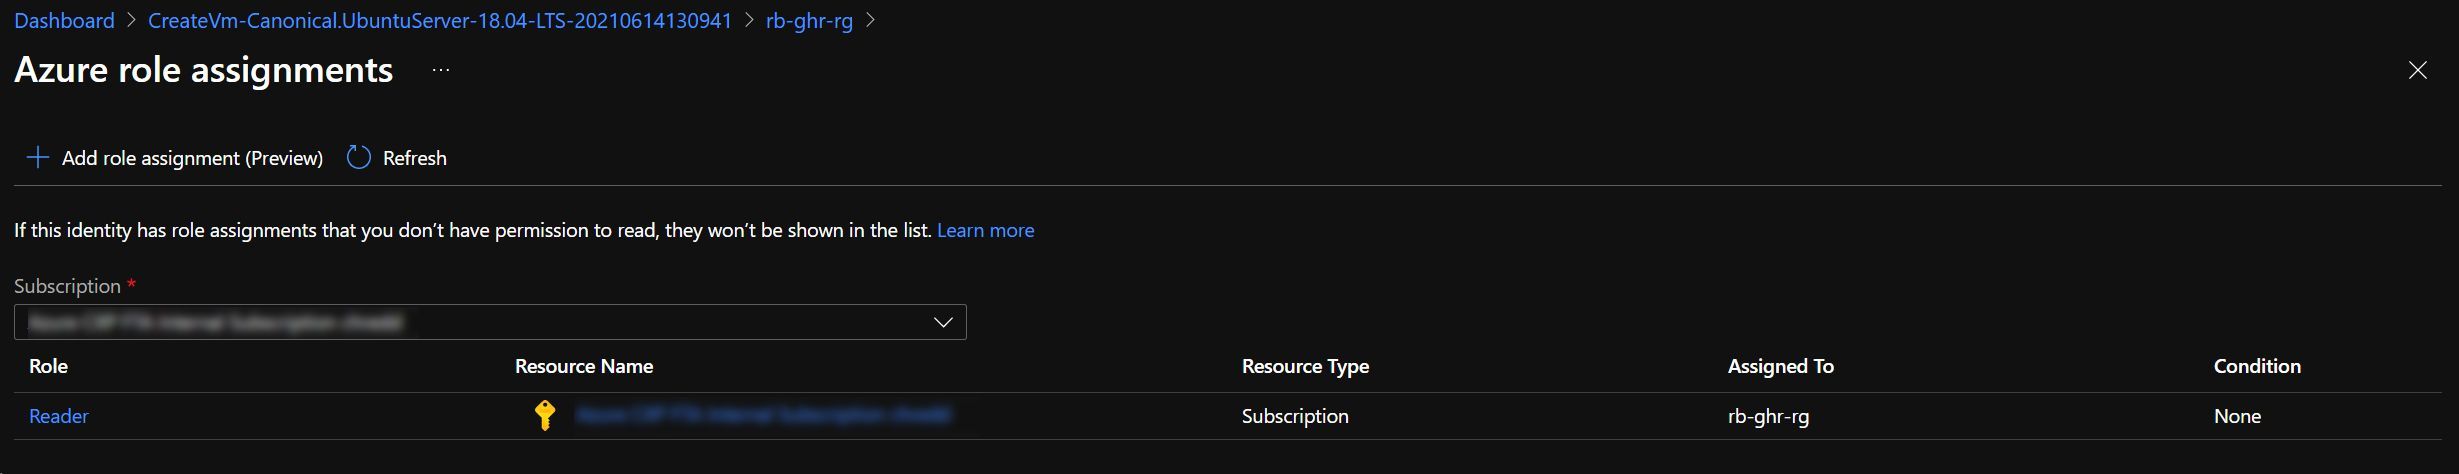 Dashboard > CreateVm-Canonical.UbuntuServer-18.04-LTS-20210614130941 > rb-ghr-rg >
Azure role assignments ...
Add role assignment (Preview) Refresh
If this identity has role assignments that you don’t have permission to read, they won’t be shown in the list. Learn more
Subscription *
Role Resource Name Resource Type Assigned To Condition
Reader Subscription rb-ghr-rg None